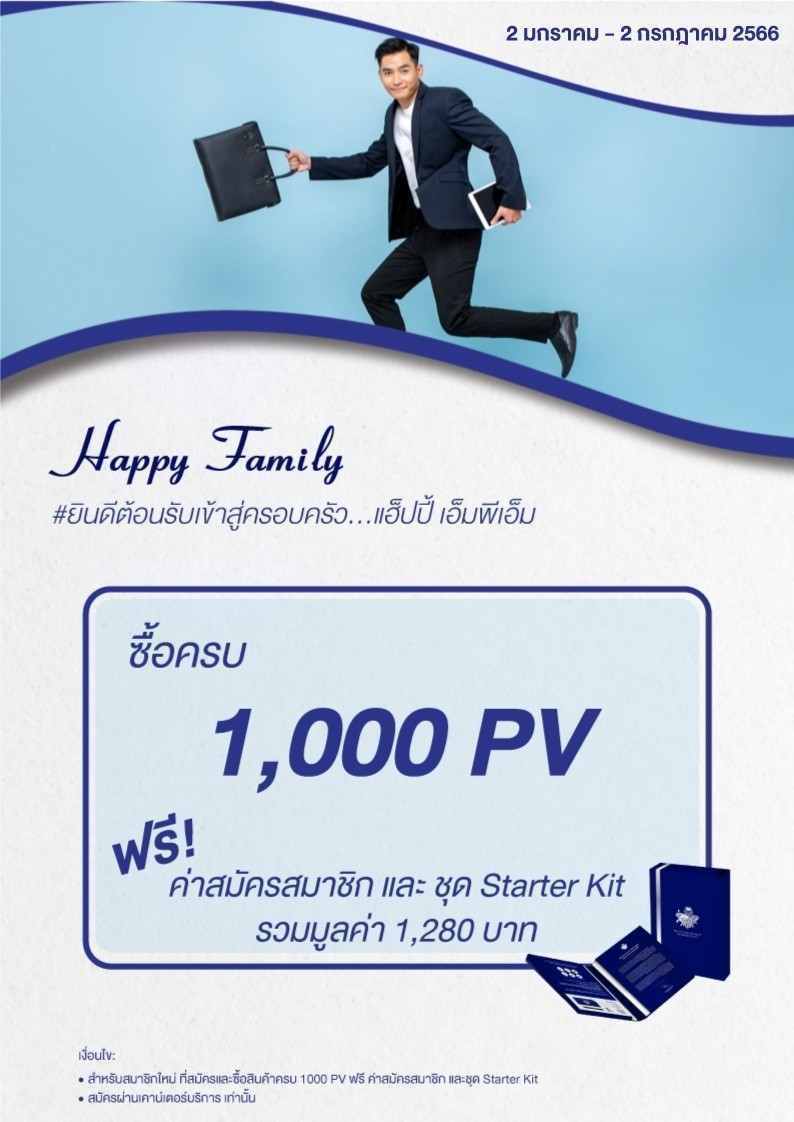 2 มกราคม - 2 กรกฎาคม 2566
Happy Family
#ยินดีต้อนรับเข้าสู่ครอบครัว...แฮ็ปปี้ เอ็มพีเอ็ม
ซื้อครบ
1,000 PV
ฟรี!
ค่าสมัครสมาชิก และ ชุด Starter Kit
รวมมูลค่า 1,280 บาท
เงื่อนไข:
• สำหรับสมาชิกใหม่ ที่สมัครและซื้อสินค้าครบ 1000 PV ฟรี ค่าสมัครสมาชิก และชุด Starter Kit
• สมัครผ่านเคาน์เตอร์บริการ เท่านั้น